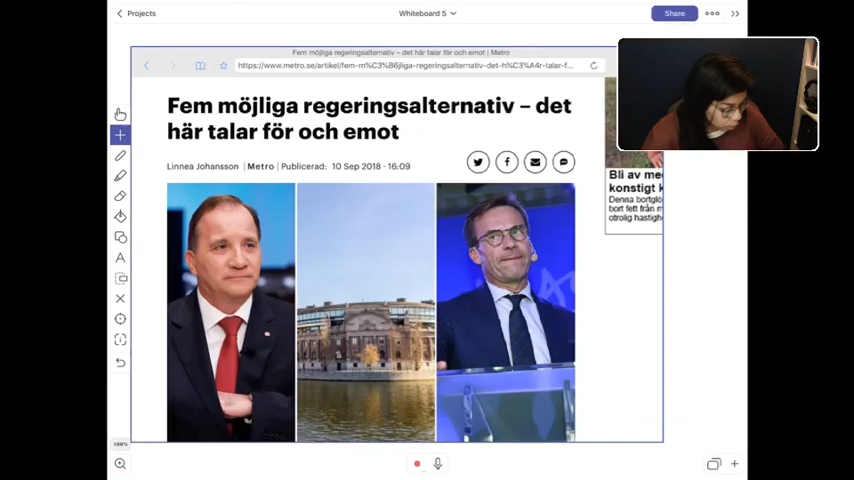 Projects
Whiteboard 5
Share
Fem möjliga regeringsalternativ – det här talar för och emot | Metro
https://www.metro.se/artikel/fem-m%C3%B6jliga-regeringsalternativ-det-h%C3%A4r-talar-f...
Fem möjliga regeringsalternativ – det
här talar för och emot
Linnea Johansson | Metro | Publicerad: 10 Sep 2018 · 16:09
Bli av me
konstigt k
Denna bortglö
bort fett från m
otrolig hastighe
A
100%